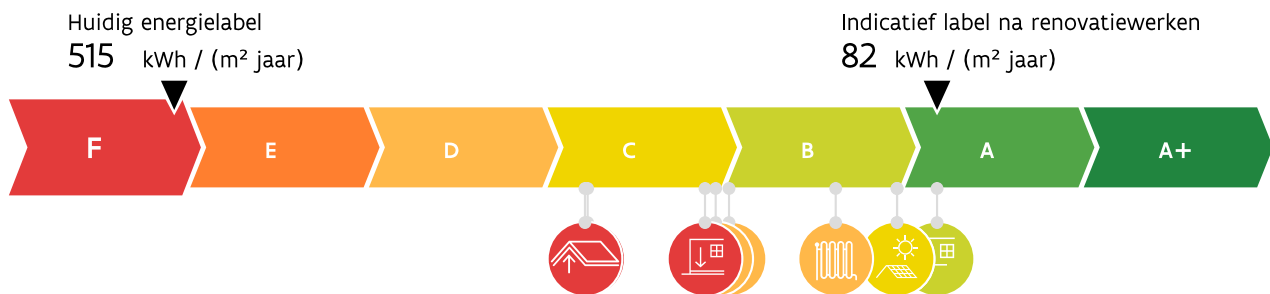 Huidig energielabel
515 kWh / (m² jaar)
Indicatief label na renovatiewerken
82 kWh / (m² jaar)
F E D C B A A+